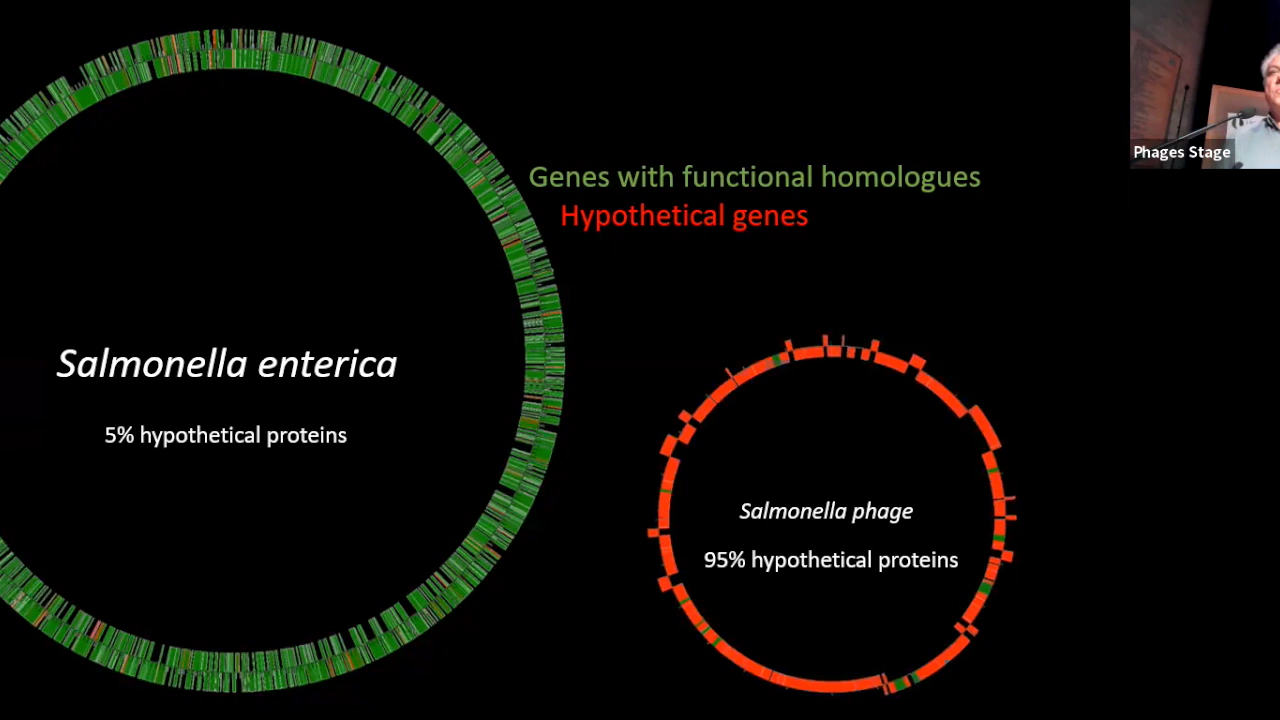 Phages Stage
Genes with functional homologues
Hypothetical genes
Salmonella enterica
5% hypothetical proteins
Salmonella phage
95% hypothetical proteins